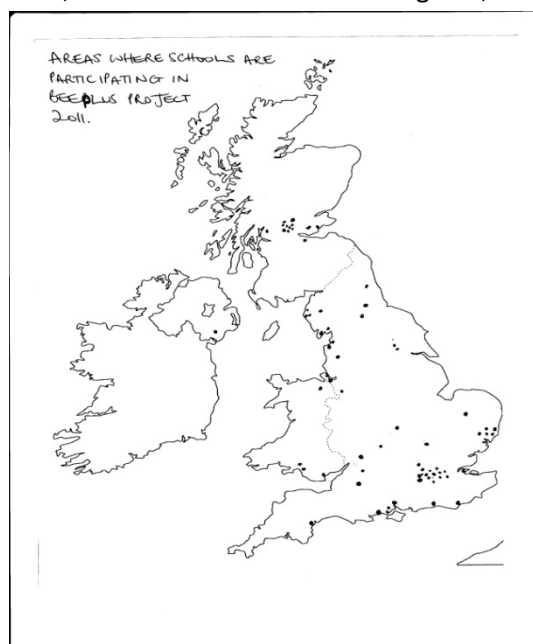 AREAS WHERE SCHOOLS ARE
PARTICIPATING IN
BEEPLUS PROJECT
2011.